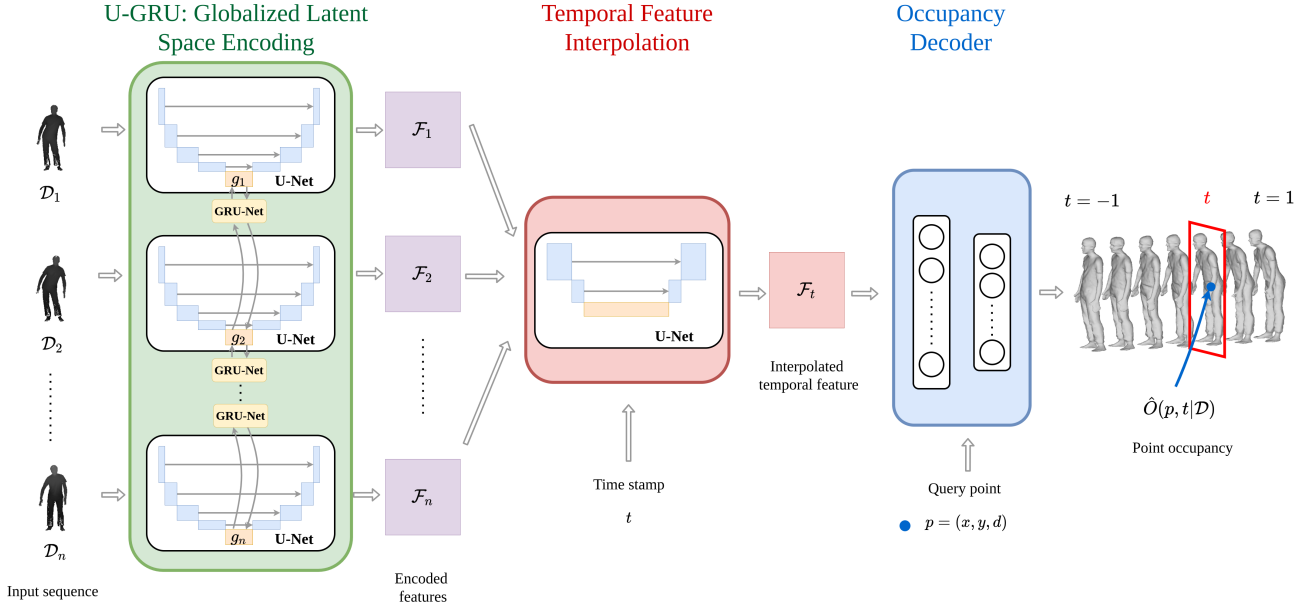 U-GRU: Globalized Latent
Space Encoding
Temporal Feature
Interpolation
Occupancy
Decoder
𝒟₁
g₁
U-Net
GRU-Net
ℱ₁
𝒟₂
g₂
U-Net
GRU-Net
GRU-Net
ℱ₂
𝒟ₙ
gₙ
U-Net
ℱₙ
Input sequence
Encoded
features
U-Net
Time stamp
t
ℱₜ
Interpolated
temporal feature
Query point
p = (x, y, d)
t = −1
t
t = 1
Ô(p, t|𝒟)
Point occupancy